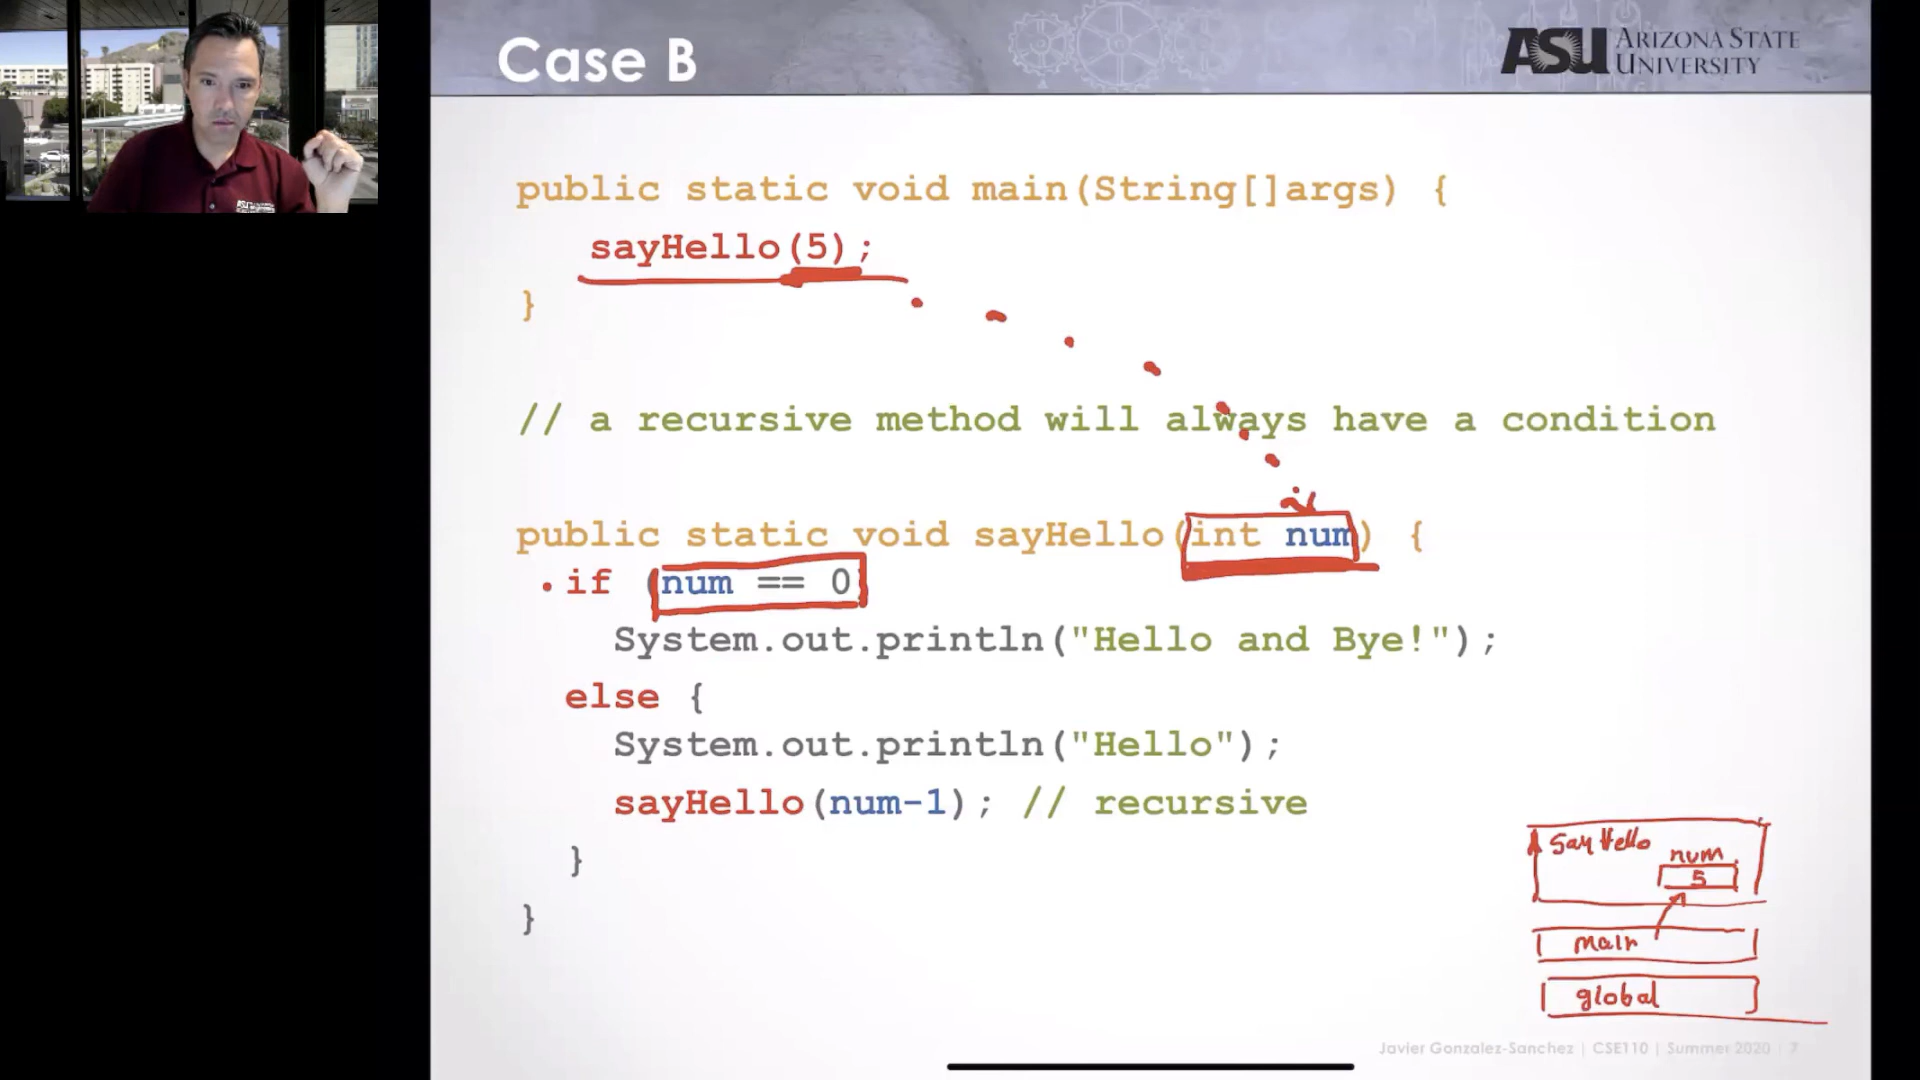 Case B
ASU ARIZONA STATE UNIVERSITY
public static void main(String[]args) {
sayHello(5);
}
// a recursive method will always have a condition
public static void sayHello(int num) {
if (num == 0
System.out.println("Hello and Bye!");
else {
System.out.println("Hello");
sayHello(num-1); // recursive
}
}
Say Hello
num
5
main
global
Javier Gonzalez-Sanchez | CSE110 | Summer 2020 | 7